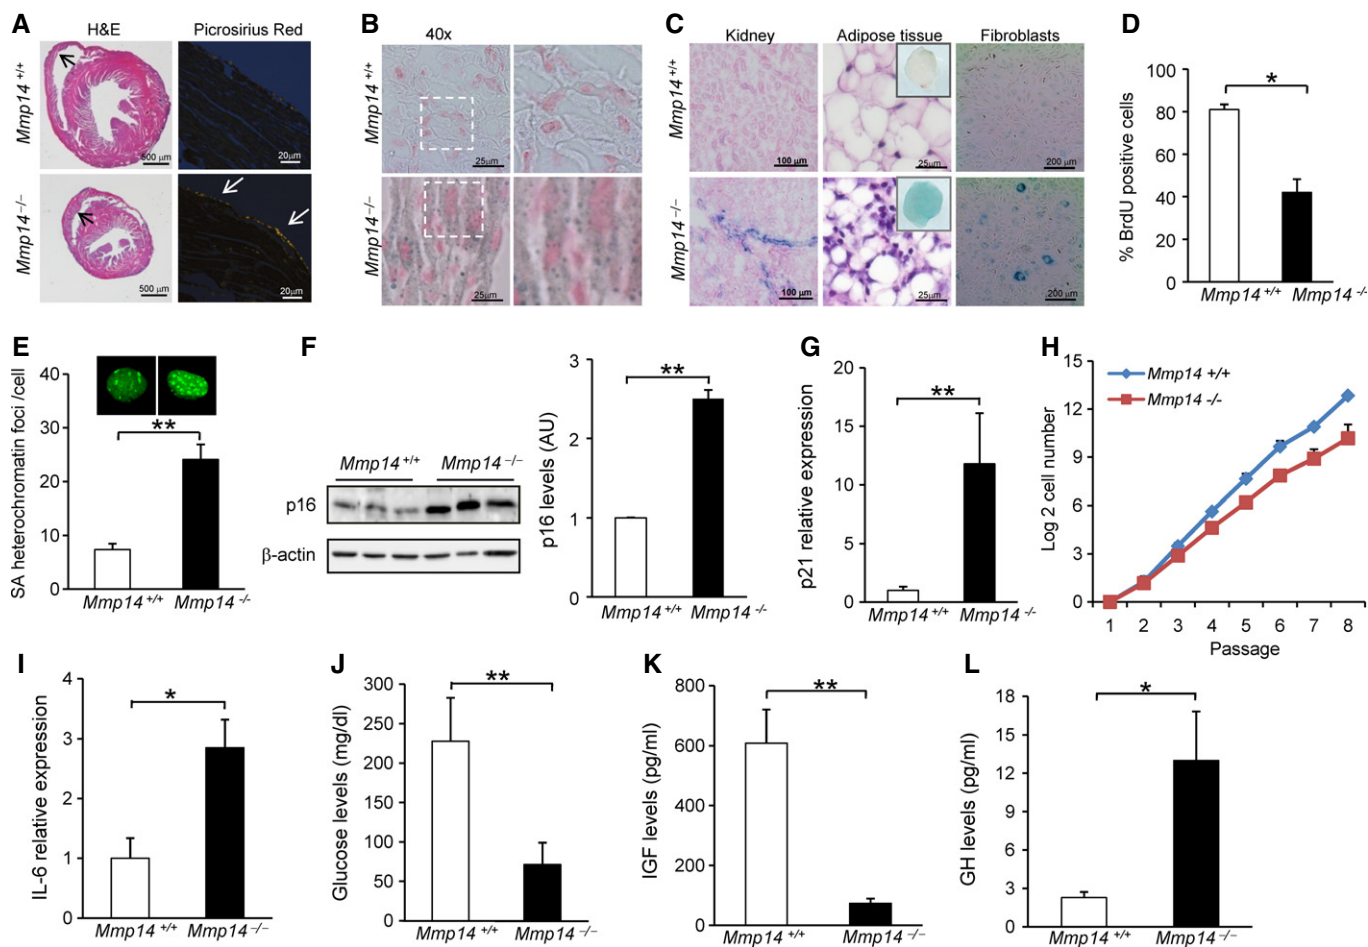 A
H&E
Picrosirius Red
Mmp14 +/+
500 µm
20µm
Mmp14 −/−
500 µm
20µm
B
40x
Mmp14 +/+
25µm
Mmp14 −/−
25µm
C
Kidney
Adipose tissue
Fibroblasts
Mmp14 +/+
100 µm
25µm
200 µm
Mmp14 −/−
100 µm
25µm
200 µm
D
% BrdU positive cells
100
80
60
40
20
0
*
Mmp14 +/+
Mmp14 -/-
E
SA heterochromatin foci /cell
40
30
20
10
0
**
Mmp14 +/+
Mmp14 -/-
F
Mmp14 +/+
Mmp14 −/−
p16
β-actin
p16 levels (AU)
3
2
1
0
**
Mmp14 +/+
Mmp14 -/-
G
p21 relative expression
20
15
10
5
0
**
Mmp14 +/+
Mmp14 -/-
H
Log 2 cell number
15
12
9
6
3
0
Mmp14 +/+
Mmp14 -/-
1 2 3 4 5 6 7 8
Passage
I
IL-6 relative expression
4
3
2
1
0
*
Mmp14 +/+
Mmp14 −/−
J
Glucose levels (mg/dl)
300
250
200
150
100
50
0
**
Mmp14 +/+
Mmp14 −/−
K
IGF levels (pg/ml)
800
600
400
200
0
**
Mmp14 +/+
Mmp14 −/−
L
GH levels (pg/ml)
18
15
12
9
6
3
0
*
Mmp14 +/+
Mmp14 −/−